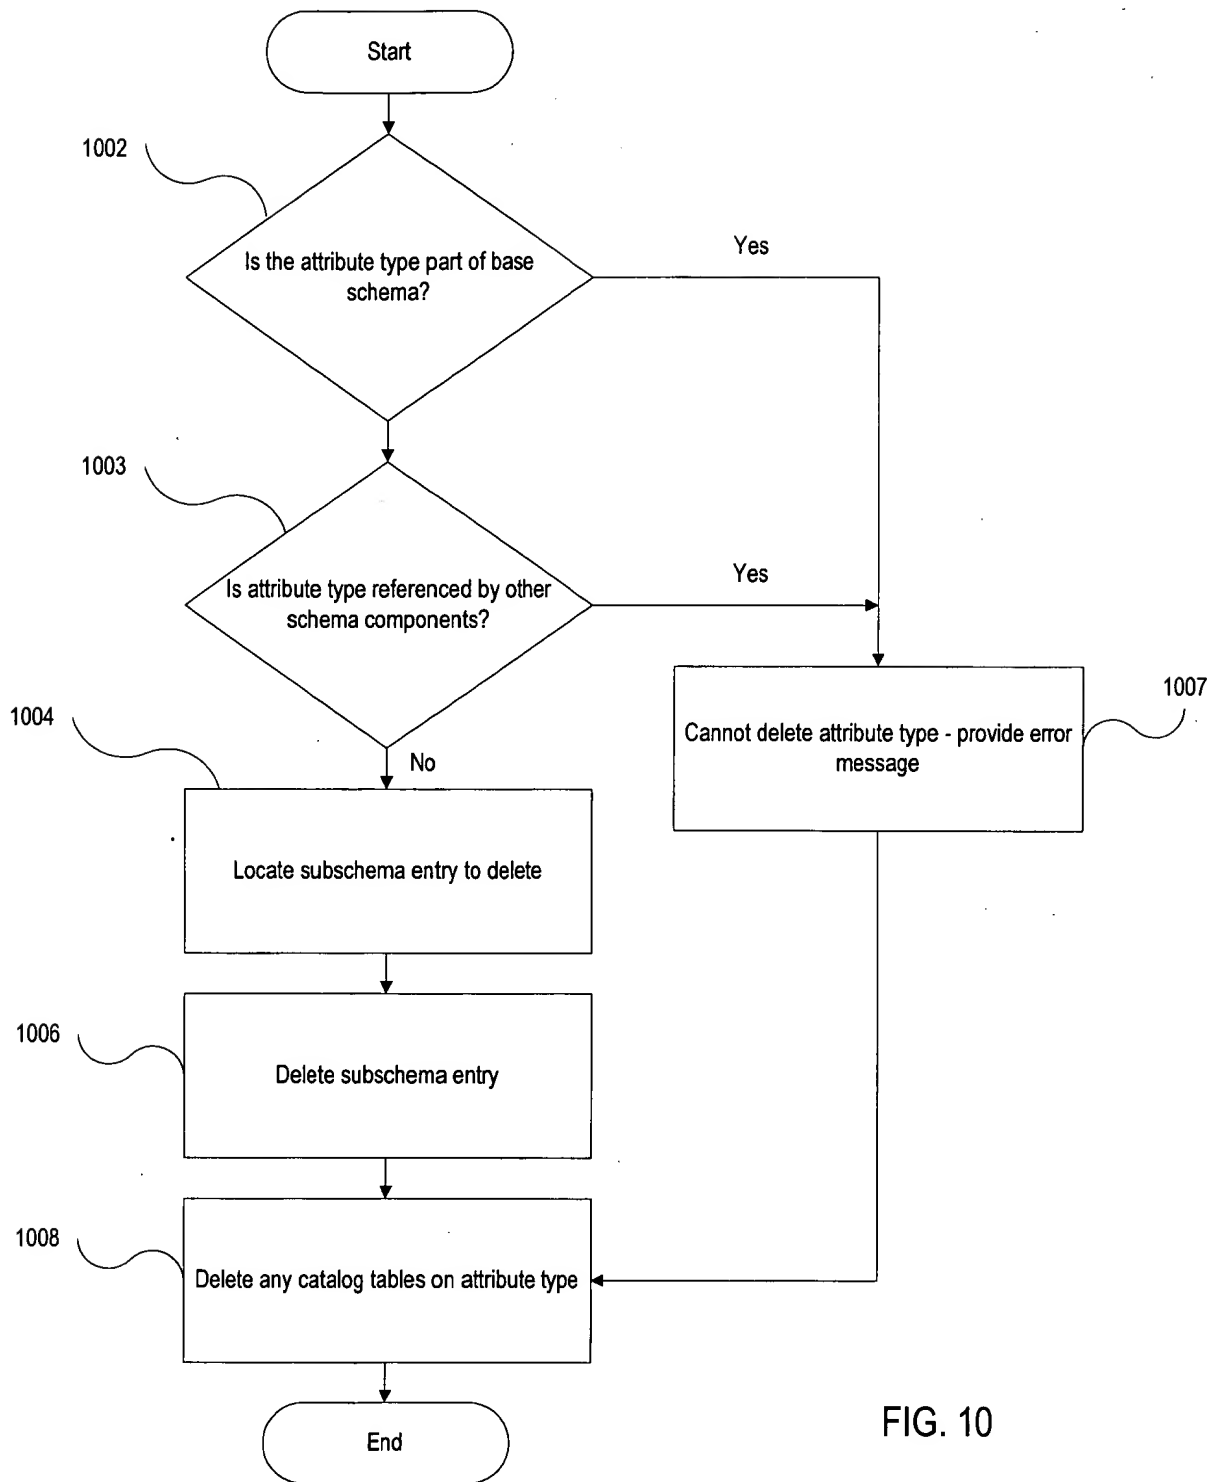 Start
1002
Is the attribute type part of base
schema?
Yes
1003
Is attribute type referenced by other
schema components?
Yes
1004
No
1007
Cannot delete attribute type - provide error
message
Locate subschema entry to delete
1006
Delete subschema entry
1008
Delete any catalog tables on attribute type
End
FIG. 10